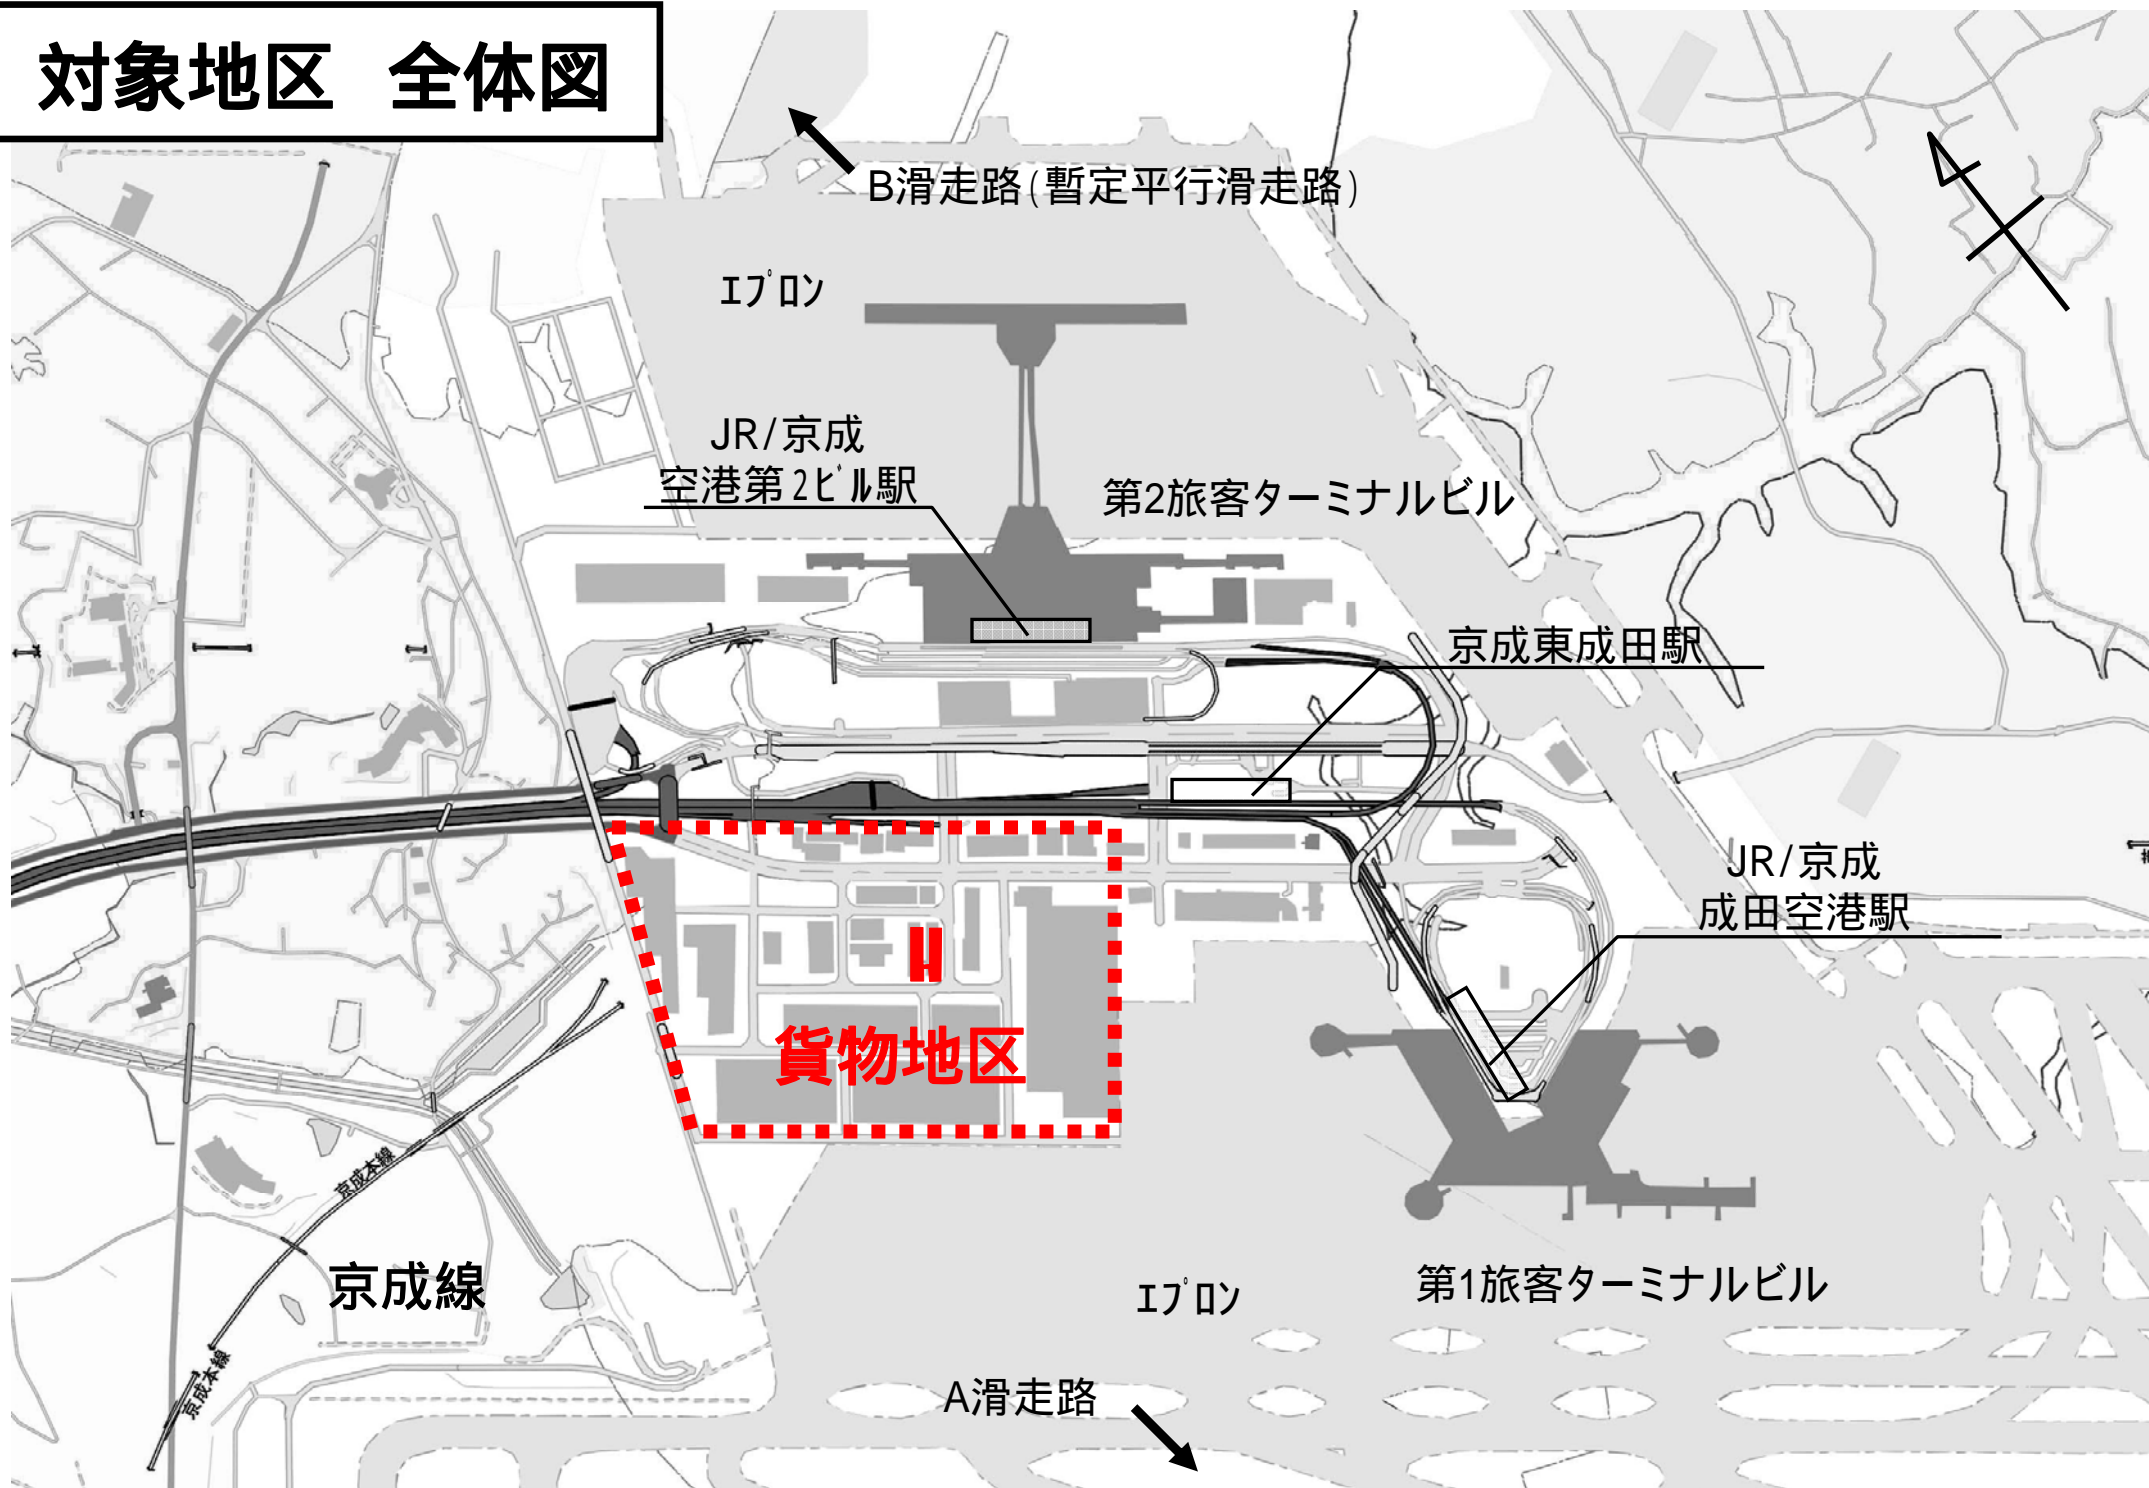 対象地区　全体図
B滑走路(暫定平行滑走路)
ｴﾌﾟﾛﾝ
JR/京成
空港第2ﾋﾞﾙ駅
第2旅客ターミナルビル
京成東成田駅
JR/京成
成田空港駅
貨物地区
京成本線
京成線
京成本線
ｴﾌﾟﾛﾝ
第1旅客ターミナルビル
A滑走路